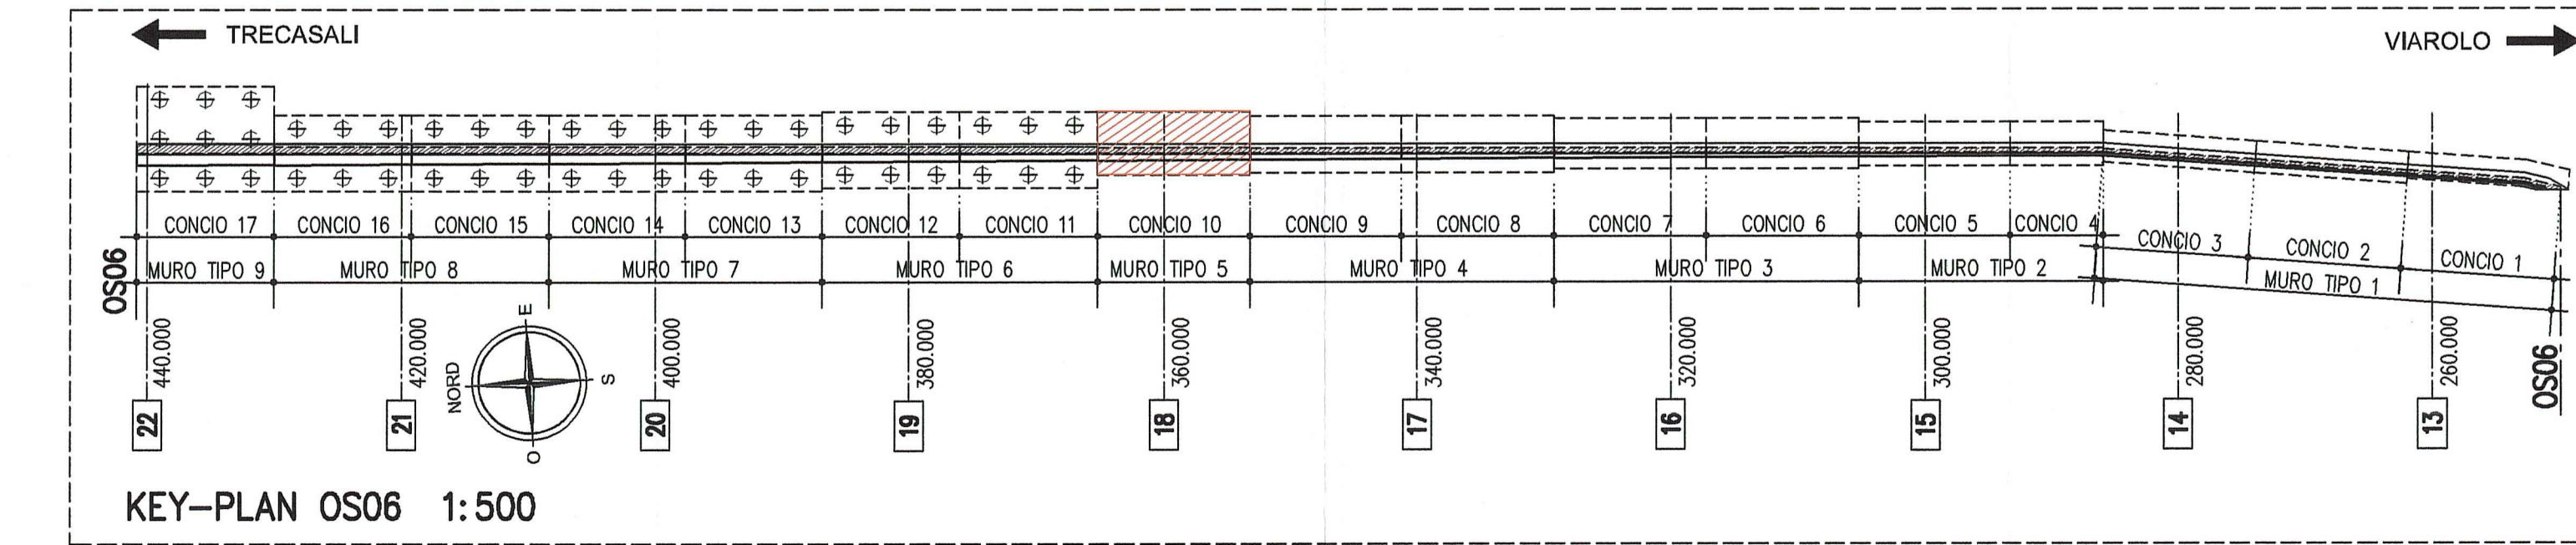 TRECASALI
VIAROLO
CONCIO 17
CONCIO 16
CONCIO 15
CONCIO 14
CONCIO 13
CONCIO 12
CONCIO 11
CONCIO 10
CONCIO 9
CONCIO 8
CONCIO 7
CONCIO 6
CONCIO 5
CONCIO 4
CONCIO 3
CONCIO 2
CONCIO 1
OS06
MURO TIPO 9
MURO TIPO 8
MURO TIPO 7
MURO TIPO 6
MURO TIPO 5
MURO TIPO 4
MURO TIPO 3
MURO TIPO 2
MURO TIPO 1
440.000
420.000
400.000
380.000
360.000
340.000
320.000
300.000
280.000
260.000
OS06
E
NORD
S
O
22
21
20
19
18
17
16
15
14
13
KEY-PLAN OS06 1:500